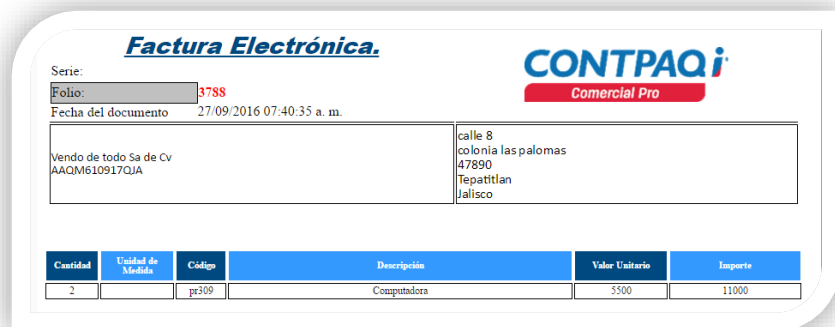 Factura Electrónica.
CONTPAQ i
Comercial Pro
Serie:
Folio: 3788
Fecha del documento 27/09/2016 07:40:35 a. m.
Vendo de todo Sa de Cv
AAQM610917QJA
calle 8
colonia las palomas
47890
Tepatitlan
Jalisco
Cantidad Unidad de Medida Código Descripción Valor Unitario Importe
2 pr309 Computadora 5500 11000